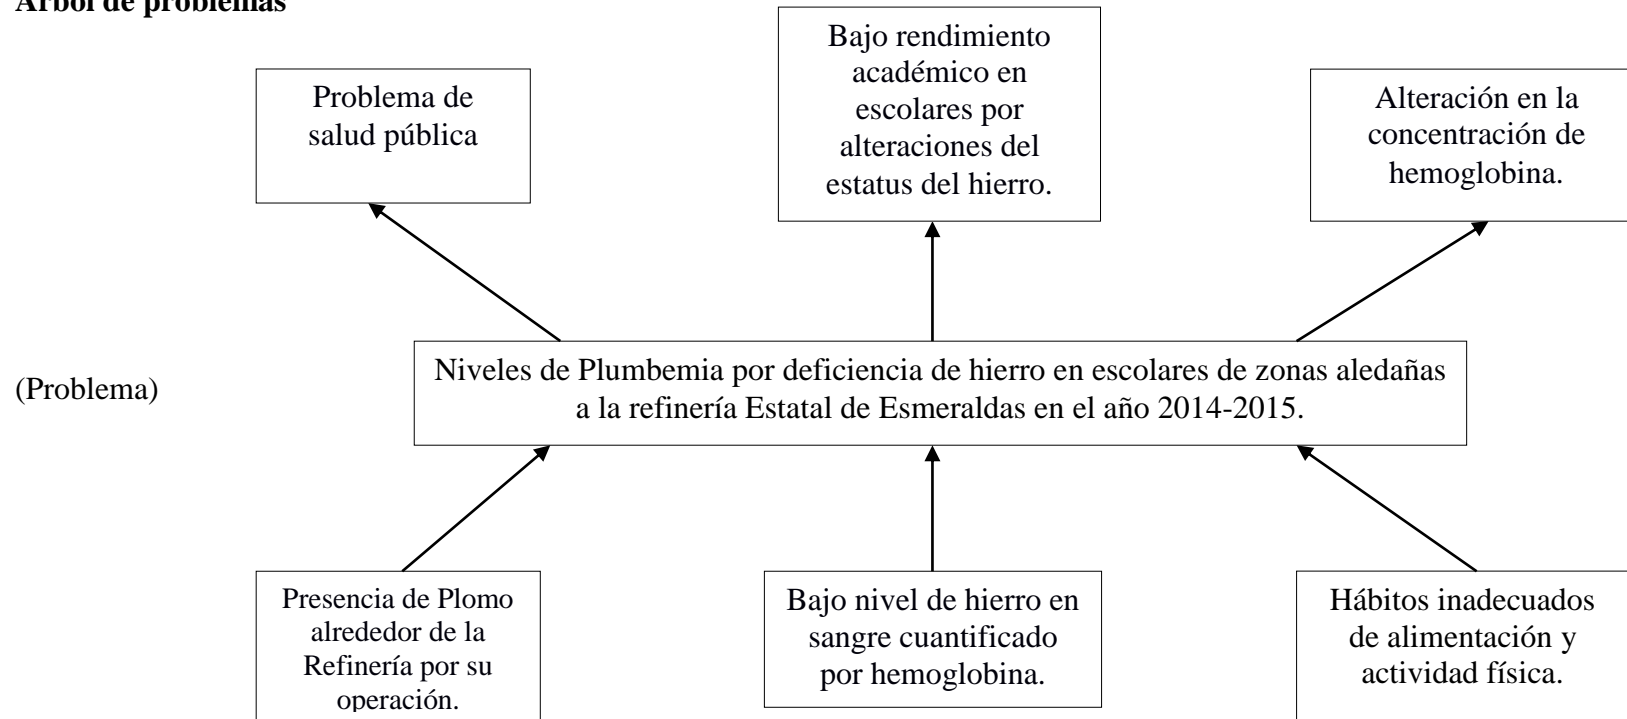 Árbol de problemas
Problema de
salud pública
Bajo rendimiento
académico en
escolares por
alteraciones del
estatus del hierro.
Alteración en la
concentración de
hemoglobina.
(Problema)
Niveles de Plumbemia por deficiencia de hierro en escolares de zonas aledañas
a la refinería Estatal de Esmeraldas en el año 2014-2015.
Presencia de Plomo
alrededor de la
Refinería por su
operación.
Bajo nivel de hierro en
sangre cuantificado
por hemoglobina.
Hábitos inadecuados
de alimentación y
actividad física.